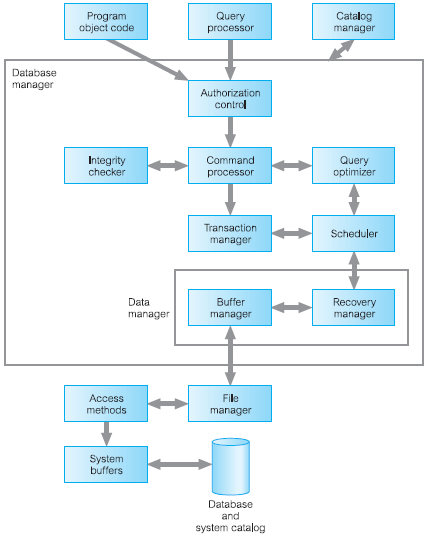 Program
object code
Query
processor
Catalog
manager
Database
manager
Authorization
control
Integrity
checker
Command
processor
Query
optimizer
Transaction
manager
Scheduler
Data
manager
Buffer
manager
Recovery
manager
Access
methods
File
manager
System
buffers
Database
and
system catalog